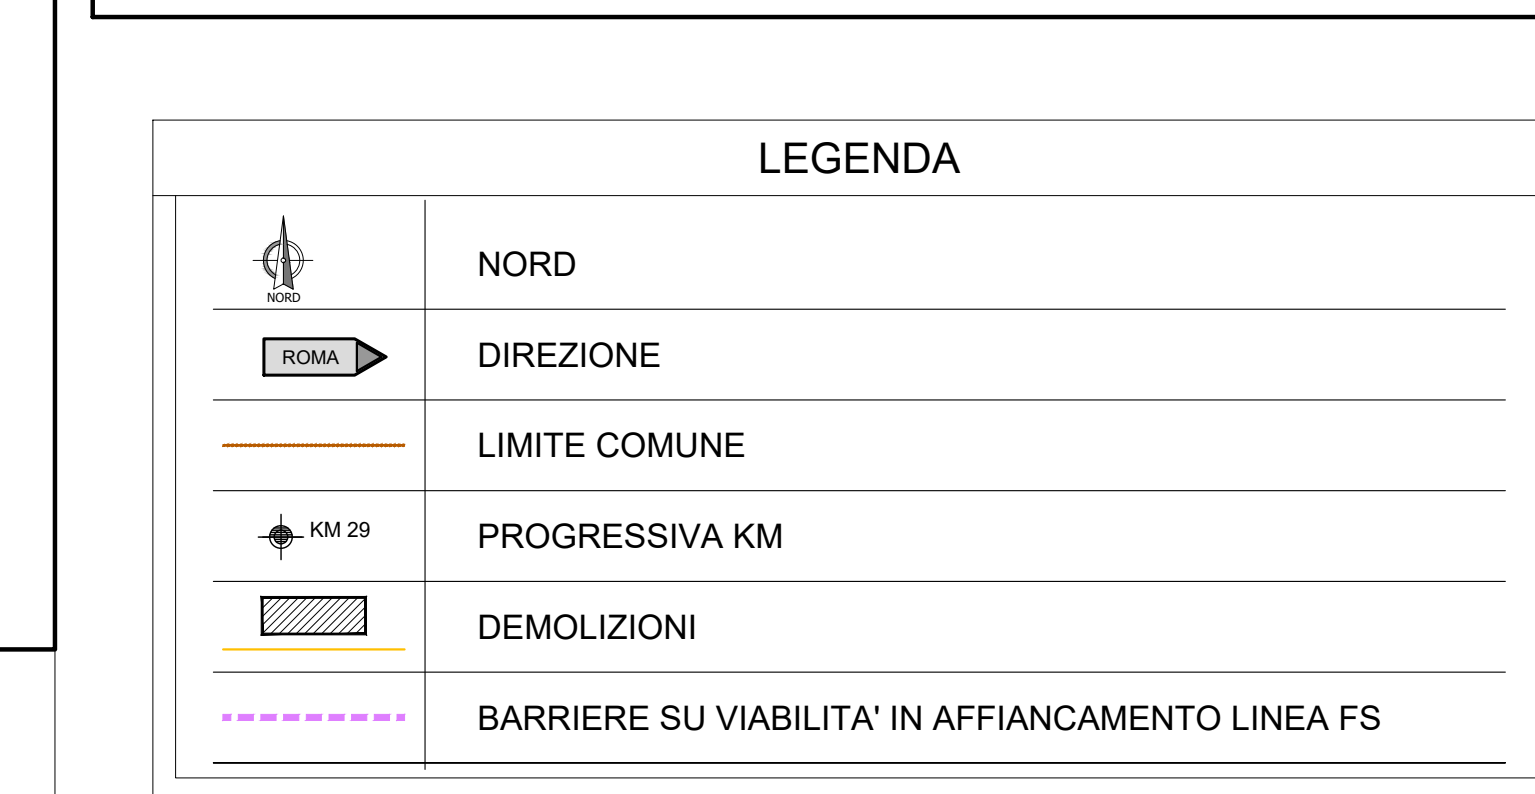 LEGENDA
NORD
NORD
ROMA
DIREZIONE
LIMITE COMUNE
KM 29
PROGRESSIVA KM
DEMOLIZIONI
BARRIERE SU VIABILITA' IN AFFIANCAMENTO LINEA FS